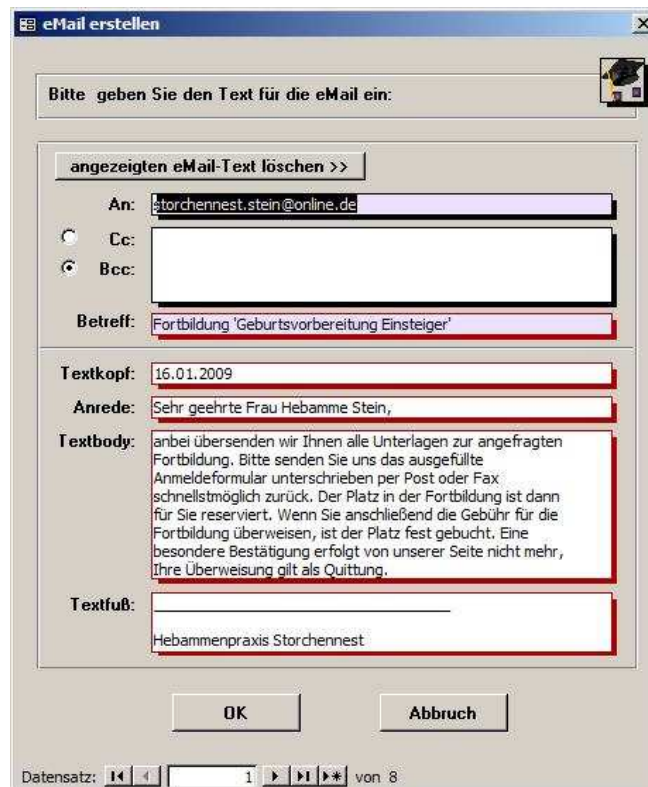 eMail erstellen
Bitte geben Sie den Text für die eMail ein:
angezeigten eMail-Text löschen >>
An: storchennest.stein@online.de
Cc:
Bcc:
Betreff: Fortbildung 'Geburtsvorbereitung Einsteiger'
Textkopf: 16.01.2009
Anrede: Sehr geehrte Frau Hebamme Stein,
Textbody: anbei übersenden wir Ihnen alle Unterlagen zur angefragten
Fortbildung. Bitte senden Sie uns das ausgefüllte
Anmeldeformular unterschrieben per Post oder Fax
schnellstmöglich zurück. Der Platz in der Fortbildung ist dann
für Sie reserviert. Wenn Sie anschließend die Gebühr für die
Fortbildung überweisen, ist der Platz fest gebucht. Eine
besondere Bestätigung erfolgt von unserer Seite nicht mehr,
Ihre Überweisung gilt als Quittung.
Textfuß:
Hebammenpraxis Storchennest
OK Abbruch
Datensatz: 1 von 8